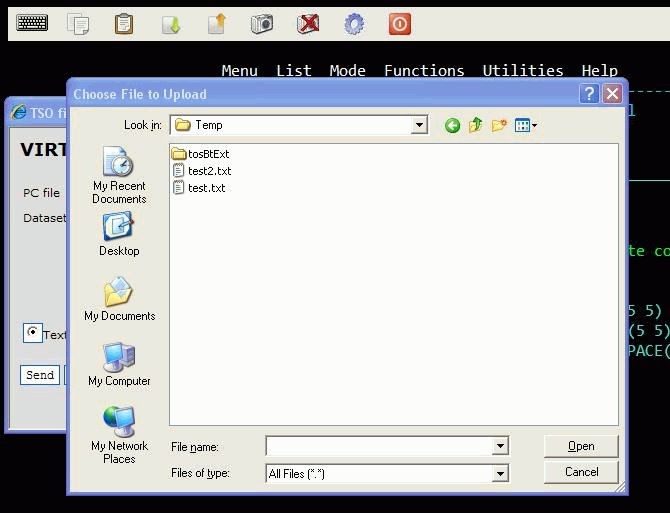 Menu List Mode Functions Utilities Help
TSO fi
Choose File to Upload
Look in: Temp
VIRT
PC file
Dataset
Text
Send
My Recent
Documents
Desktop
My Documents
My Computer
My Network
Places
tosBtExt
test2.txt
test.txt
te co
5 5)
(5 5)
PACE(
File name:
Open
Files of type: All Files (*.*)
Cancel